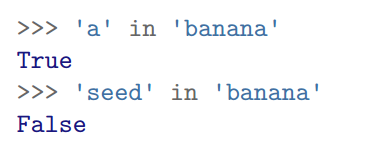 >>> 'a' in 'banana'
True
>>> 'seed' in 'banana'
False